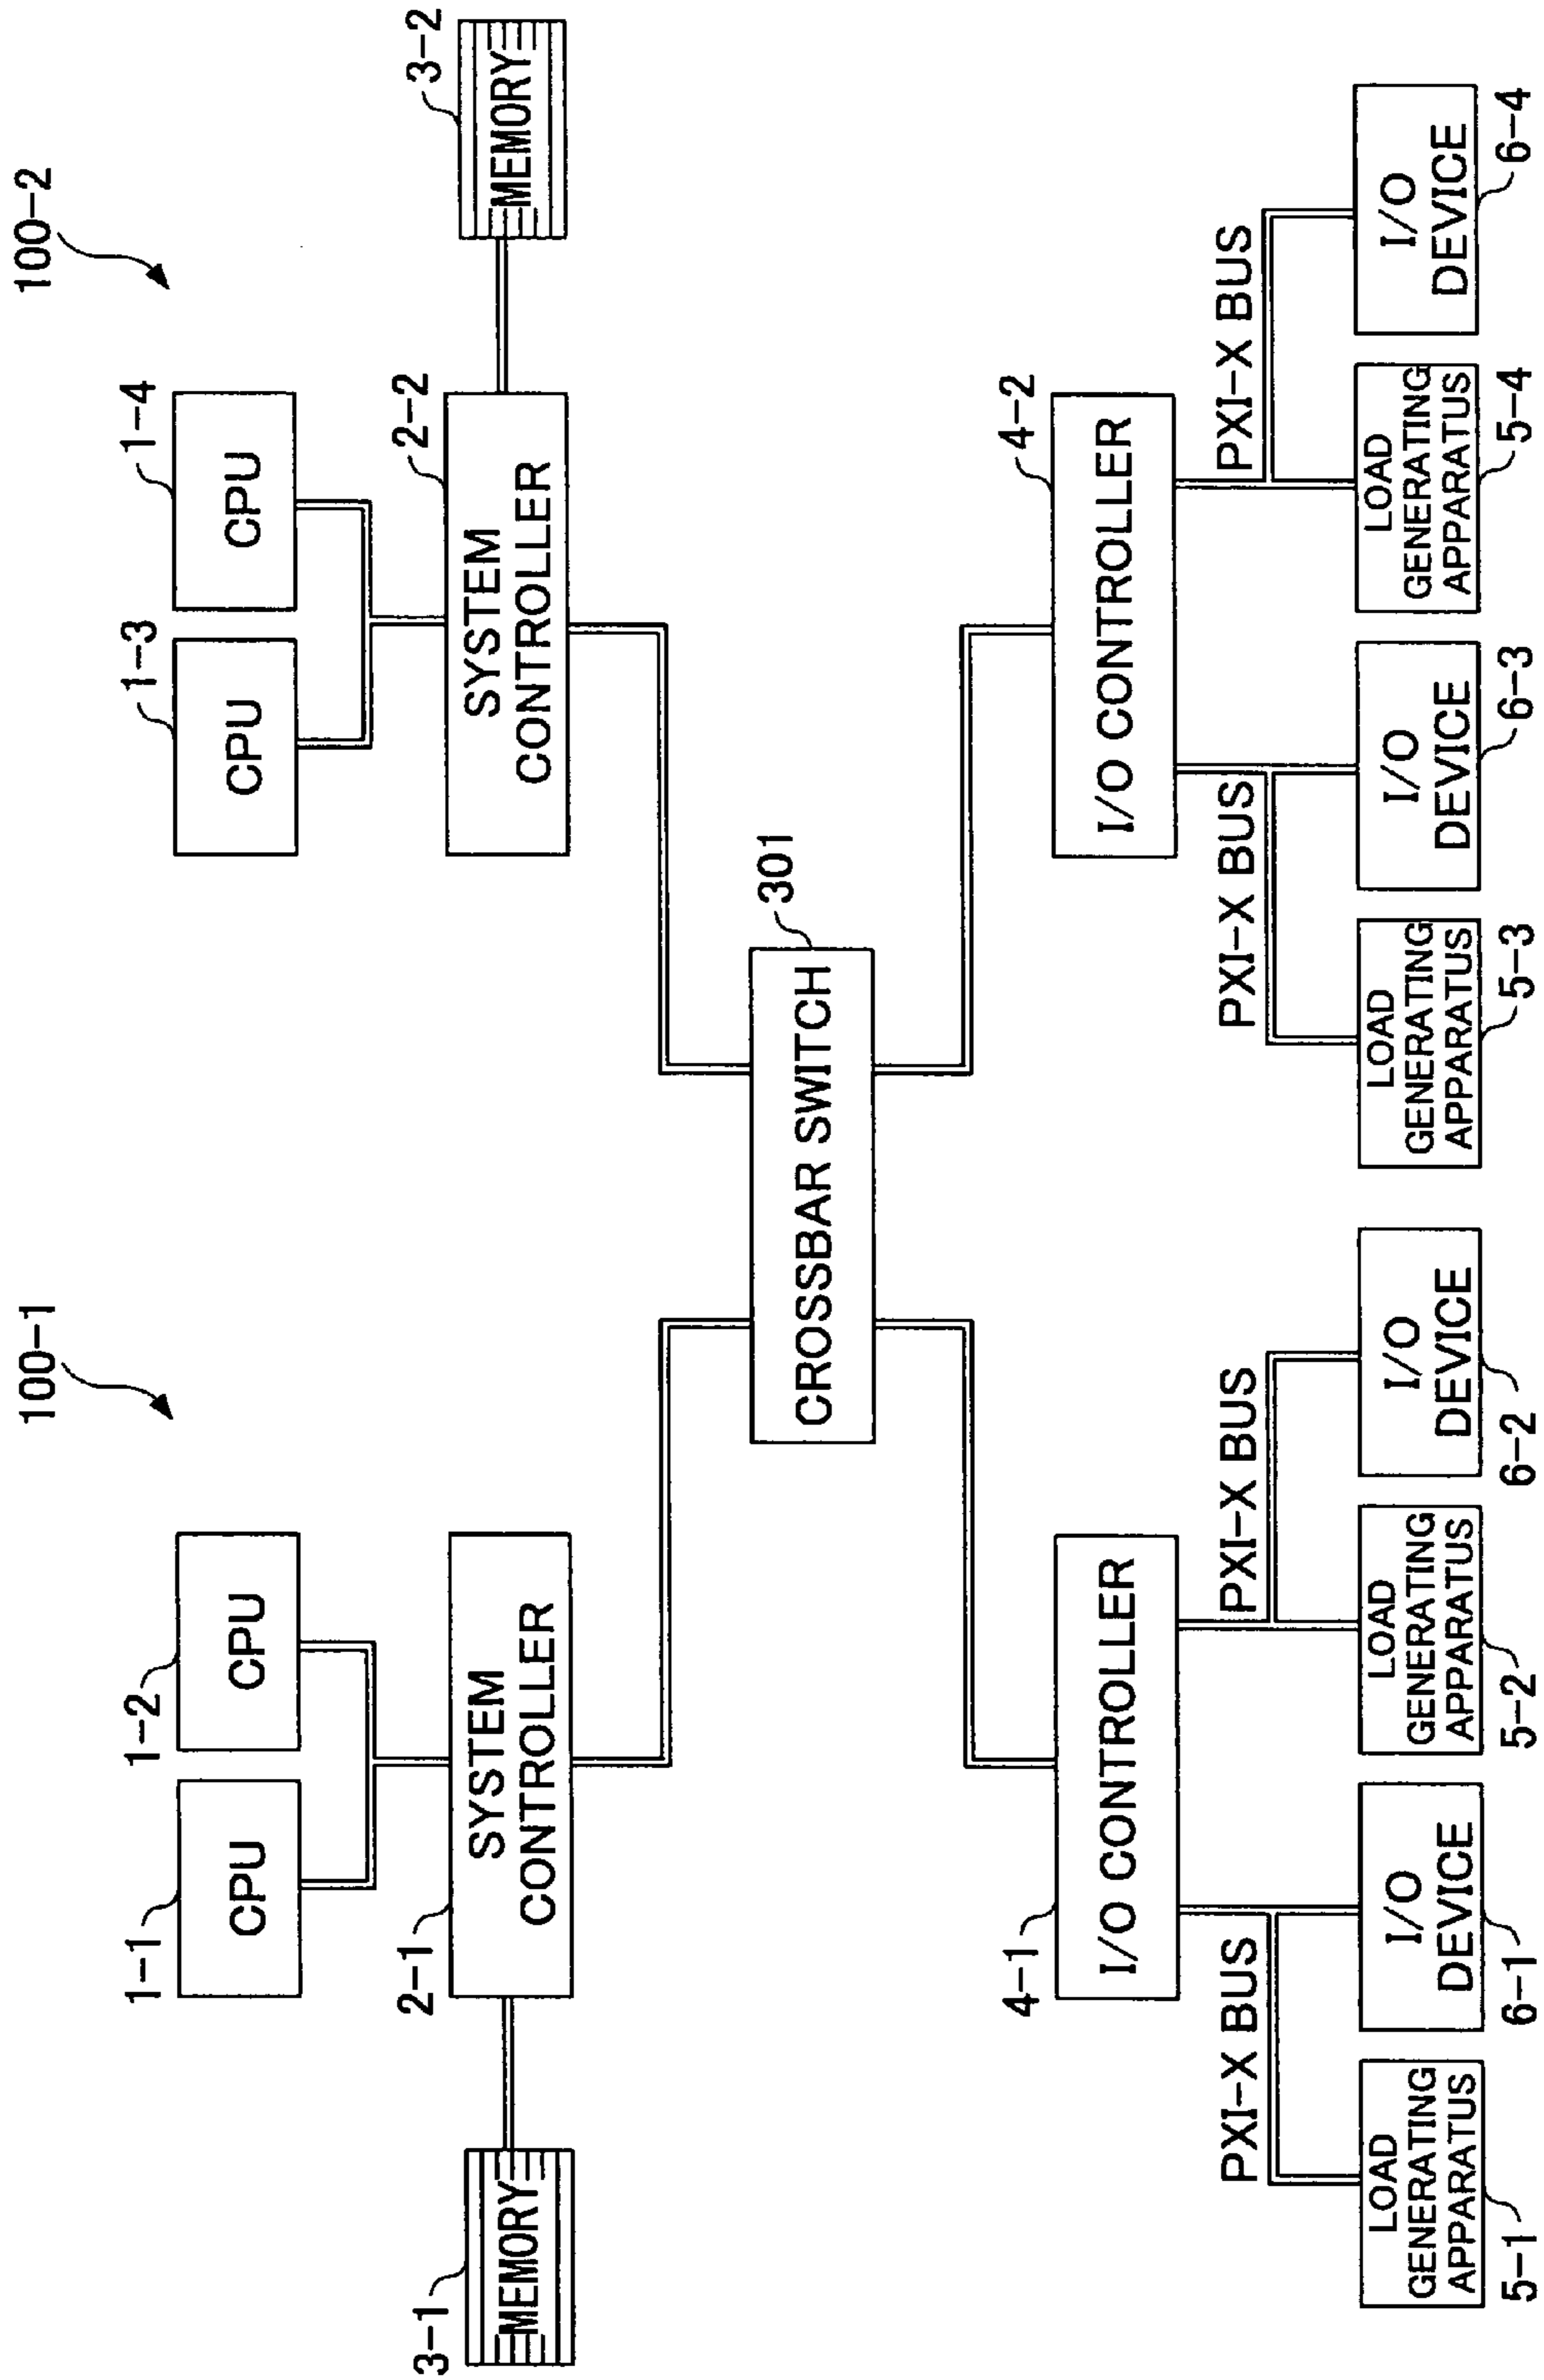 100-1
100-2
1-1
CPU
1-2
CPU
1-3
CPU
1-4
CPU
3-1
MEMORY
2-1
SYSTEM
CONTROLLER
2-2
SYSTEM
CONTROLLER
3-2
MEMORY
CROSSBAR SWITCH
301
4-1
I/O CONTROLLER
I/O CONTROLLER
4-2
PXI-X BUS
PXI-X BUS
PXI-X BUS
PXI-X BUS
LOAD
GENERATING
APPARATUS
5-1
I/O
DEVICE
6-1
LOAD
GENERATING
APPARATUS
5-2
I/O
DEVICE
6-2
LOAD
GENERATING
APPARATUS
5-3
I/O
DEVICE
6-3
LOAD
GENERATING
APPARATUS
5-4
I/O
DEVICE
6-4